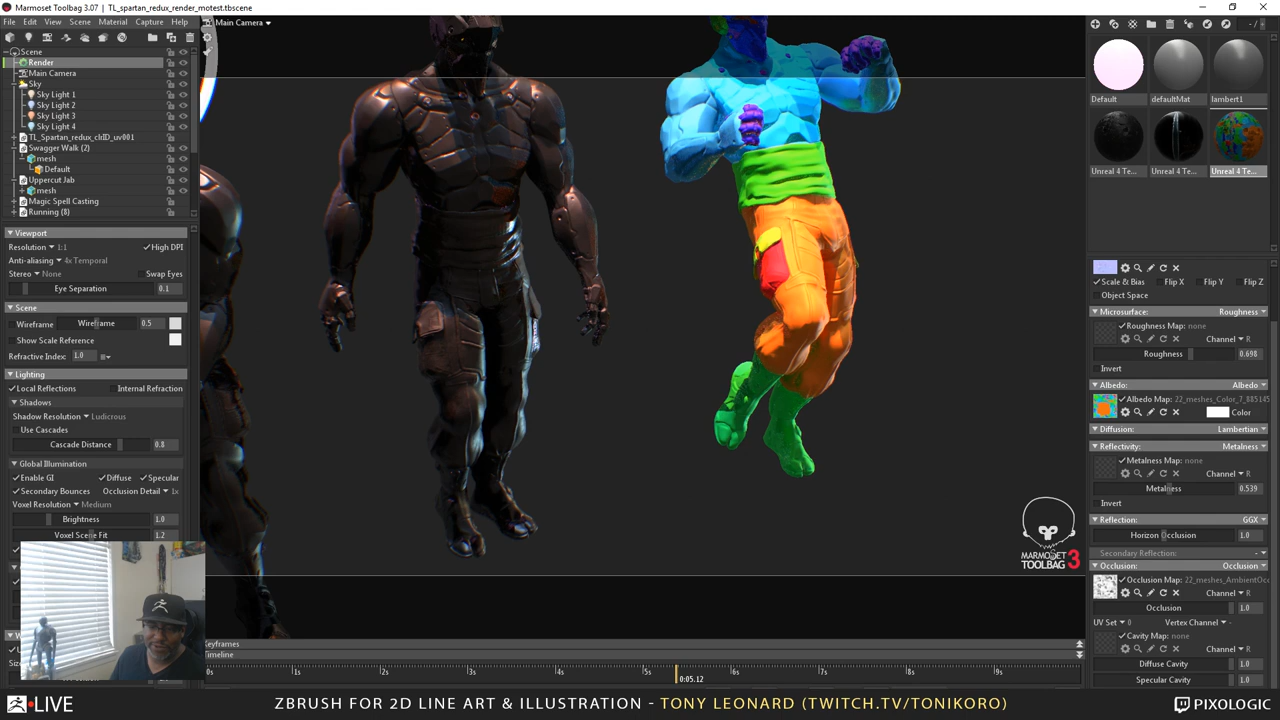 Marmoset Toolbag 3.07 | TL_spartan_redux_render_motest.tbscene
File Edit View Scene Material Capture Help
Main Camera
Scene
Render
Main Camera
Sky
Sky Light 1
Sky Light 2
Sky Light 3
Sky Light 4
TL_Spartan_redux_clrID_uv001
Swagger Walk (2)
mesh
Default
Uppercut Jab
mesh
Magic Spell Casting
Running (8)
Viewport
Resolution 1:1 High DPI
Anti-aliasing 4x Temporal
Stereo None Swap Eyes
Eye Separation 0.1
Scene
Wireframe Wireframe 0.5
Show Scale Reference
Refractive Index: 1.0
Lighting
Local Reflections Internal Refraction
Shadows
Shadow Resolution Ludicrous
Use Cascades
Cascade Distance 0.8
Global Illumination
Enable GI Diffuse Specular
Secondary Bounces Occlusion Detail 1x
Voxel Resolution Medium
Brightness 1.0
Voxel Scene Fit 1.2
MARMOSET TOOLBAG 3
Keyframes
Timeline
0s 1s 2s 3s 4s 5s 6s 7s 8s 9s
0:05.12
Default defaultMat lambert1
Unreal 4 Te... Unreal 4 Te... Unreal 4 Te...
Scale & Bias Flip X Flip Y Flip Z
Object Space
Microsurface: Roughness
Roughness Map: none
Channel R
Roughness 0.698
Invert
Albedo: Albedo
Albedo Map: 22_meshes_Color_7_885145
Color
Diffusion: Lambertian
Reflectivity: Metalness
Metalness Map: none
Channel R
Metalness 0.539
Invert
Reflection: GGX
Horizon Occlusion 1.0
Secondary Reflection: -
Occlusion: Occlusion
Occlusion Map: 22_meshes_AmbientOcc
Channel R
Occlusion 1.0
UV Set 0 Vertex Channel -
Cavity Map: none
Channel R
Diffuse Cavity 1.0
Specular Cavity 1.0
LIVE ZBRUSH FOR 2D LINE ART & ILLUSTRATION - TONY LEONARD (TWITCH.TV/TONIKORO) PIXOLOGIC